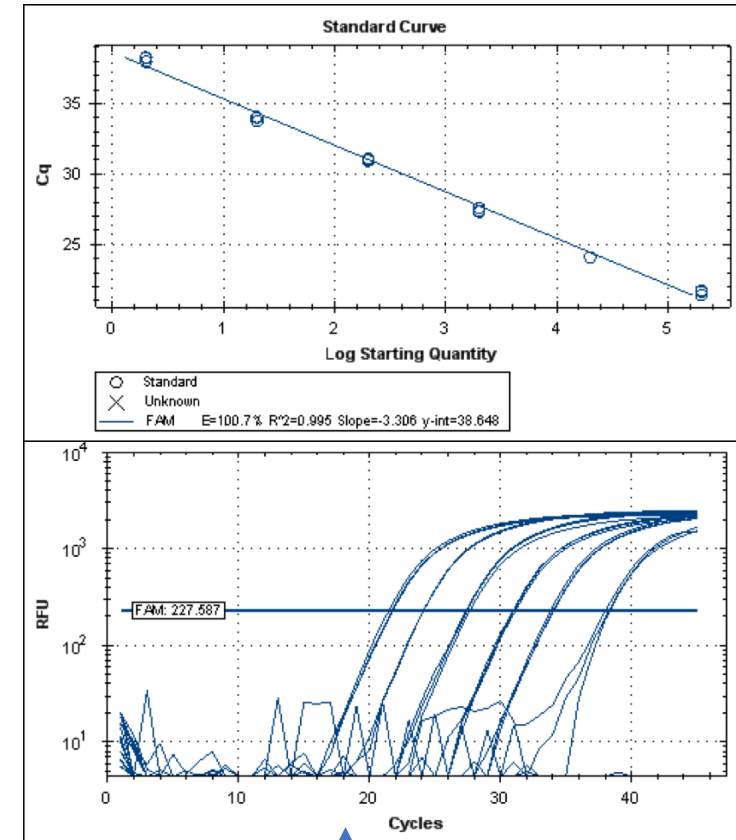 Standard Curve
35
30
25
Cq
0 1 2 3 4 5
Log Starting Quantity
Standard
Unknown
FAM E=100.7% R^2=0.995 Slope=-3.306 y-int=38.648
10^4
10^3
10^2
10^1
RFU
FAM: 227.587
0 10 20 30 40
Cycles